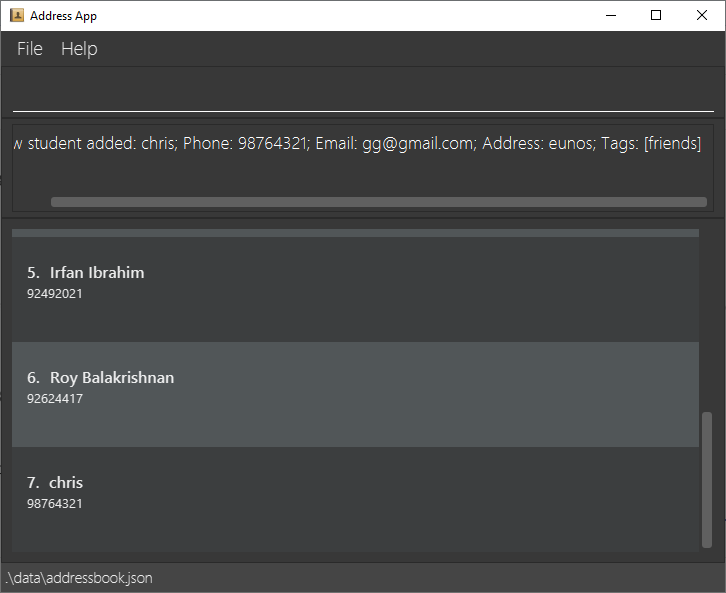 Address App
File Help
w student added: chris; Phone: 98764321; Email: gg@gmail.com; Address: eunos; Tags: [friends]
5. Irfan Ibrahim
92492021
6. Roy Balakrishnan
92624417
7. chris
98764321
.\data\addressbook.json